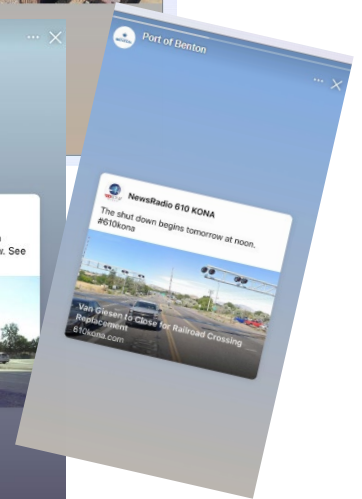 Port of Benton
NewsRadio 610 KONA
The shut down begins tomorrow at noon.
#610kona
Van Giesen to Close for Railroad Crossing
Replacement
610kona.com
. See